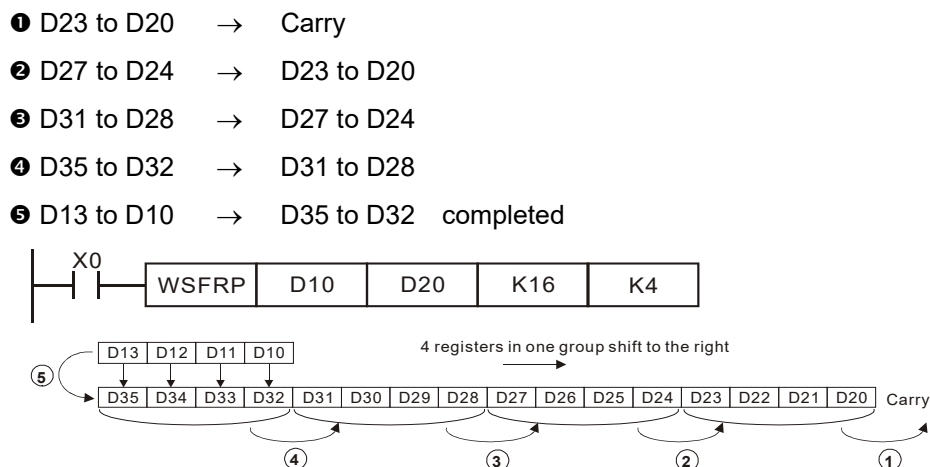 ❶ D23 to D20 → Carry
❷ D27 to D24 → D23 to D20
❸ D31 to D28 → D27 to D24
❹ D35 to D32 → D31 to D28
❺ D13 to D10 → D35 to D32 completed
X0
WSFRP D10 D20 K16 K4
D13 D12 D11 D10 4 registers in one group shift to the right
5
D35 D34 D33 D32 D31 D30 D29 D28 D27 D26 D25 D24 D23 D22 D21 D20 Carry
4 3 2 1